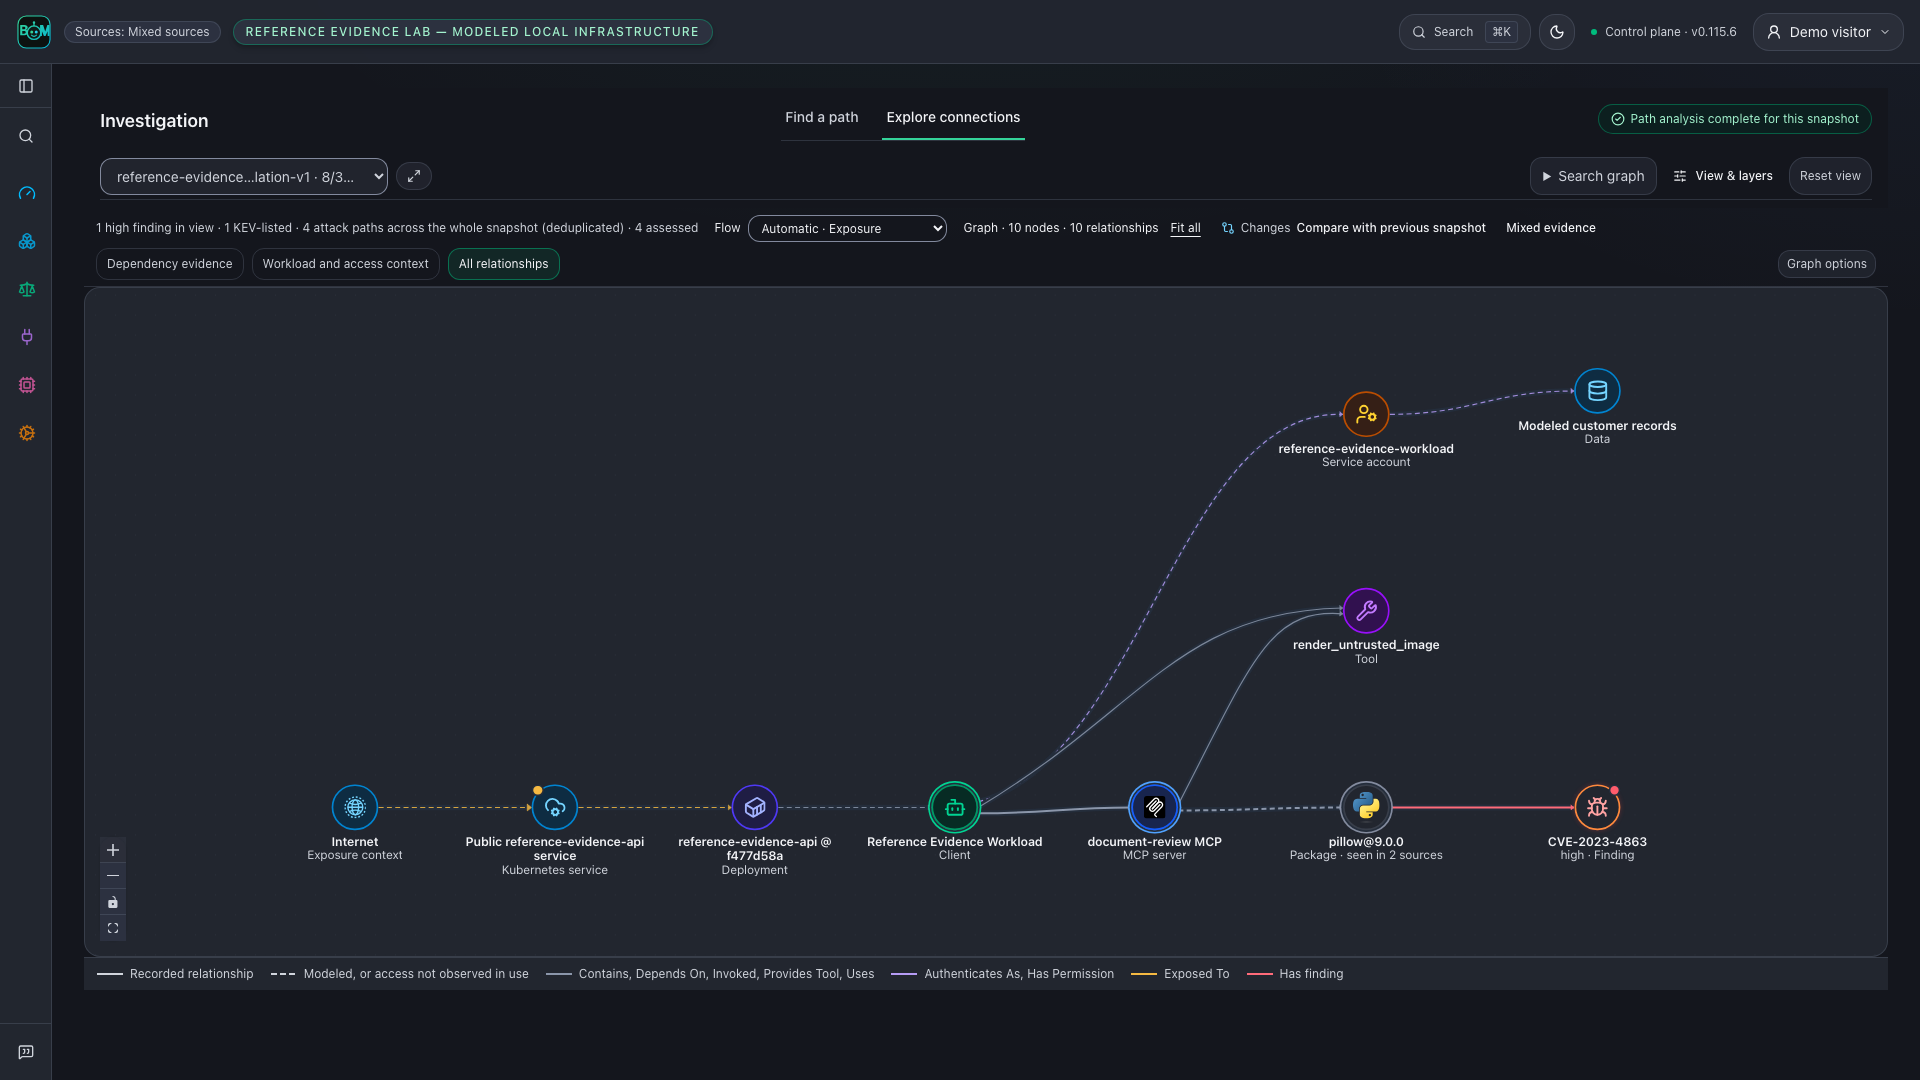 BOM
Sources: Mixed sources
REFERENCE EVIDENCE LAB — MODELED LOCAL INFRASTRUCTURE
Search ⌘K
Control plane · v0.115.6
Demo visitor
Investigation
Find a path
Explore connections
Path analysis complete for this snapshot
reference-evidence...lation-v1 · 8/3...
Search graph
View & layers
Reset view
1 high finding in view · 1 KEV-listed · 4 attack paths across the whole snapshot (deduplicated) · 4 assessed
Flow
Automatic · Exposure
Graph · 10 nodes · 10 relationships
Fit all
Changes
Compare with previous snapshot
Mixed evidence
Dependency evidence
Workload and access context
All relationships
Graph options
Modeled customer records
Data
reference-evidence-workload
Service account
render_untrusted_image
Tool
Internet
Exposure context
Public reference-evidence-api
service
Kubernetes service
reference-evidence-api @
f477d58a
Deployment
Reference Evidence Workload
Client
document-review MCP
MCP server
pillow@9.0.0
Package · seen in 2 sources
CVE-2023-4863
high · Finding
Recorded relationship
Modeled, or access not observed in use
Contains, Depends On, Invoked, Provides Tool, Uses
Authenticates As, Has Permission
Exposed To
Has finding